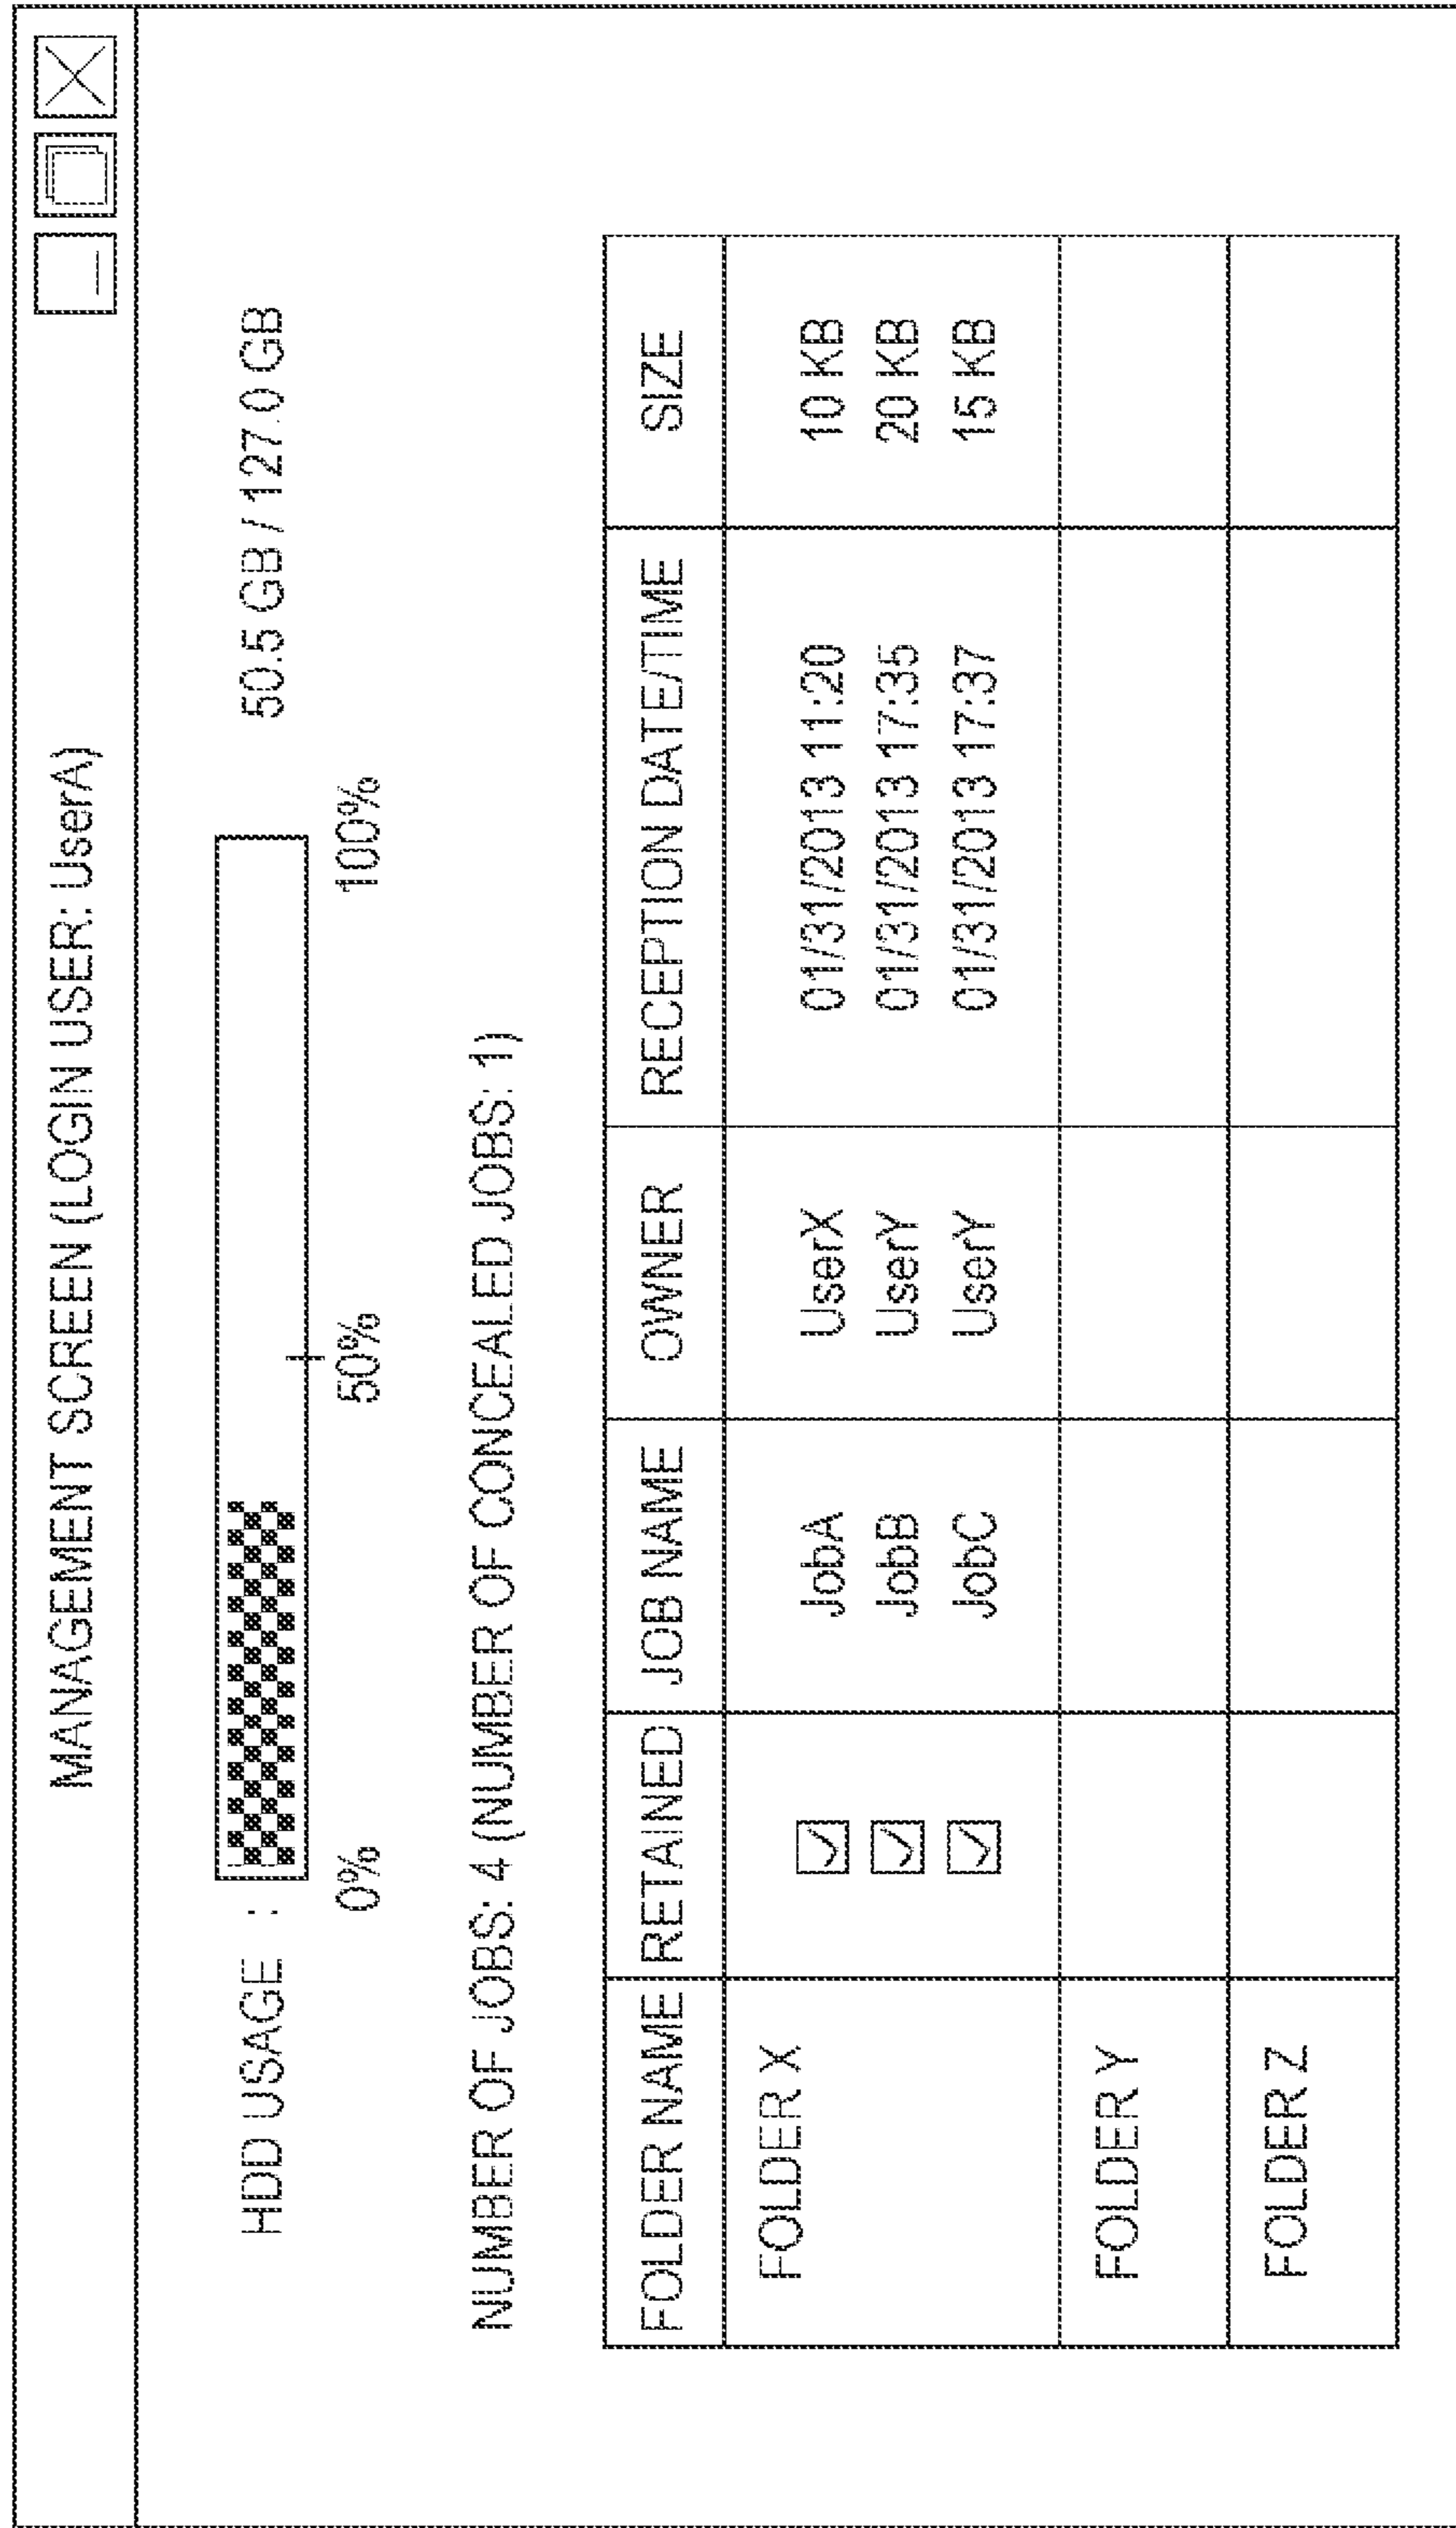 MANAGEMENT SCREEN (LOGIN USER: UserA)
HDD USAGE : 50.5 GB / 127.0 GB
0% 50% 100%
NUMBER OF JOBS: 4 (NUMBER OF CONCEALED JOBS: 1)
FOLDER NAME RETAINED JOB NAME OWNER RECEPTION DATE/TIME SIZE
FOLDER X
JobA UserX 01/31/2013 11:20 10 KB
JobB UserY 01/31/2013 17:35 20 KB
JobC UserY 01/31/2013 17:37 15 KB
FOLDER Y
FOLDER Z